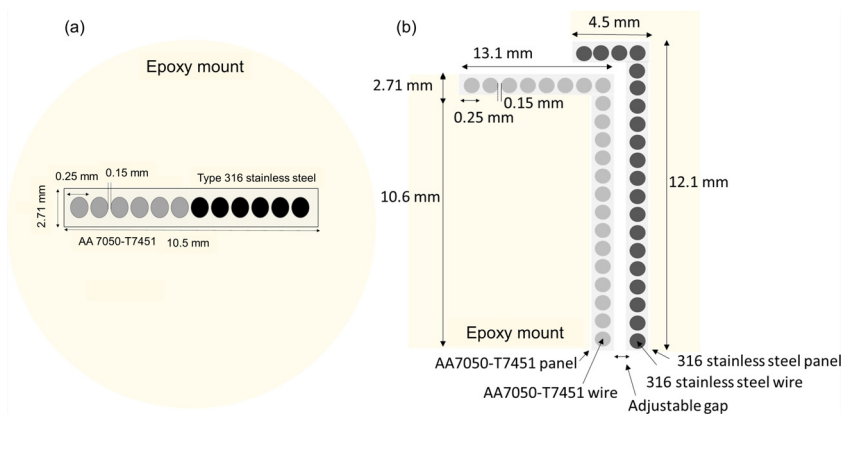 (a)
Epoxy mount
0.25 mm
0.15 mm
Type 316 stainless steel
2.71 mm
AA 7050-T7451
10.5 mm
(b)
4.5 mm
13.1 mm
2.71 mm
0.15 mm
0.25 mm
10.6 mm
12.1 mm
Epoxy mount
AA7050-T7451 panel
316 stainless steel panel
AA7050-T7451 wire
316 stainless steel wire
Adjustable gap